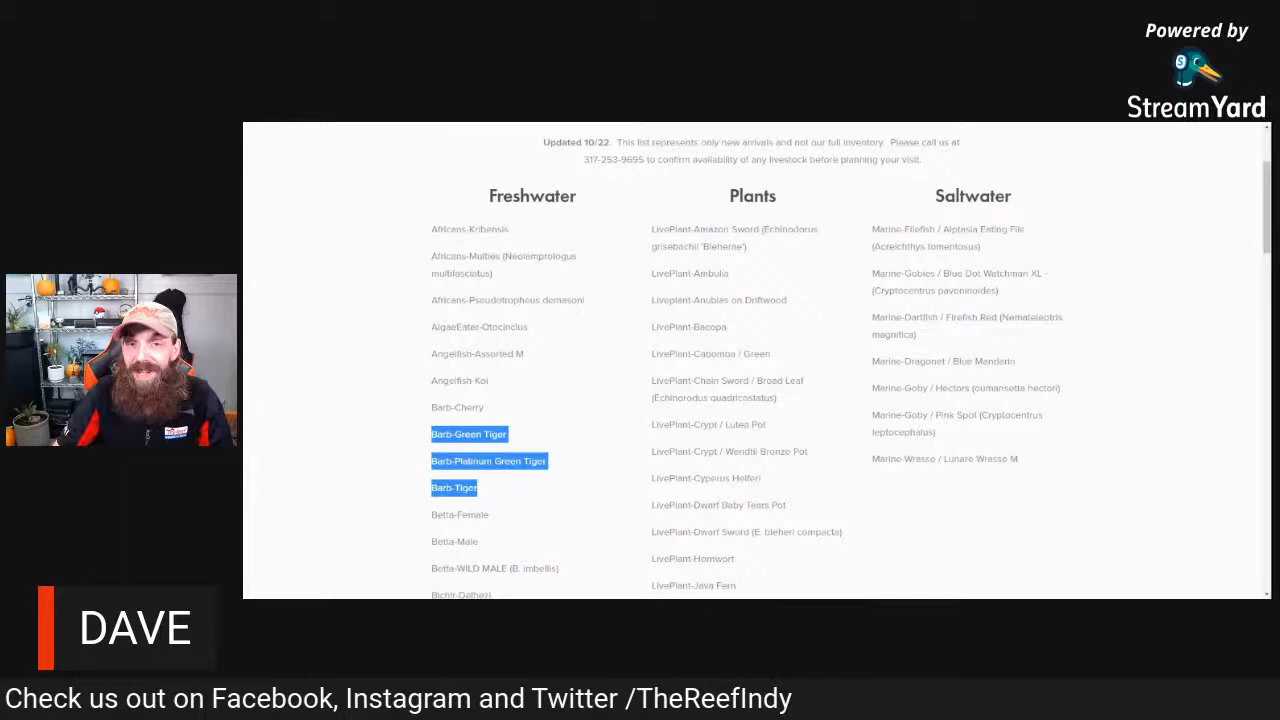 Powered by
StreamYard
Updated 10/22. This list represents only new arrivals and not our full inventory. Please call us at
317-253-9695 to confirm availability of any livestock before planning your visit.
Freshwater
Africans-Kribensis
Africans-Multies (Neolamprologus
multifasciatus)
Africans-Pseudotropheus demasoni
AlgaeEater-Otocinclus
Angelfish-Assorted M
Angelfish-Koi
Barb-Cherry
Barb-Green Tiger
Barb-Platinum Green Tiger
Barb-Tiger
Betta-Female
Betta-Male
Betta-WILD MALE (B. imbellis)
Bichir-Delhezi
Plants
LivePlant-Amazon Sword (Echinodorus
grisebachii 'Bleherae')
LivePlant-Ambulia
Liveplant-Anubias on Driftwood
LivePlant-Bacopa
LivePlant-Cabomba / Green
LivePlant-Chain Sword / Broad Leaf
(Echinorodus quadricostatus)
LivePlant-Crypt / Lutea Pot
LivePlant-Crypt / Wendtii Bronze Pot
LivePlant-Cyperus Helferi
LivePlant-Dwarf Baby Tears Pot
LivePlant-Dwarf Sword (E. bleheri compacta)
LivePlant-Hornwort
LivePlant-Java Fern
Saltwater
Marine-Filefish / Aiptasia Eating File
(Acreichthys tomentosus)
Marine-Gobies / Blue Dot Watchman XL -
(Cryptocentrus pavoninoides)
Marine-Dartfish / Firefish Red (Nemateleotris
magnifica)
Marine-Dragonet / Blue Mandarin
Marine-Goby / Hectors (oumansetta hectori)
Marine-Goby / Pink Spot (Cryptocentrus
leptocephalus)
Marine-Wrasse / Lunare Wrasse M
DAVE
Check us out on Facebook, Instagram and Twitter /TheReefIndy